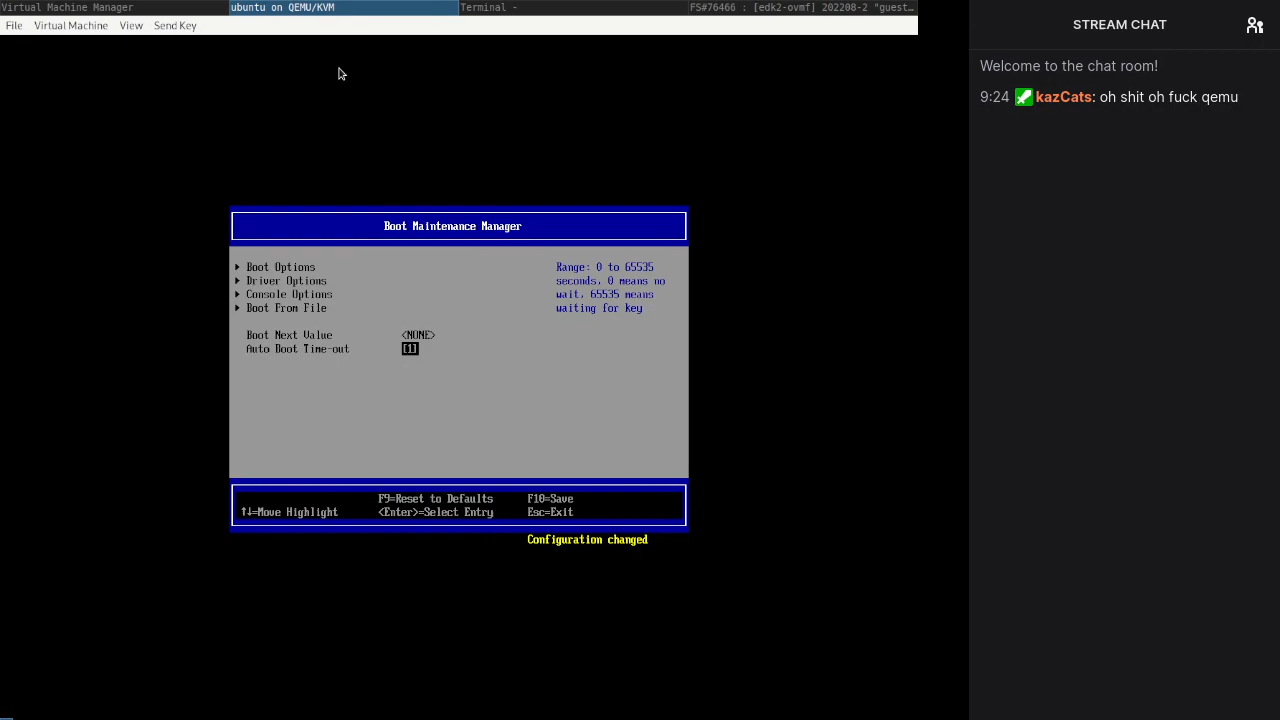 Virtual Machine Manager
ubuntu on QEMU/KVM
Terminal -
FS#76466 : [edk2-ovmf] 202208-2 "guest…
File Virtual Machine View Send Key
STREAM CHAT
Welcome to the chat room!
9:24 kazCats: oh shit oh fuck qemu
Boot Maintenance Manager
Boot Options
Driver Options
Console Options
Boot From File
Boot Next Value <NONE>
Auto Boot Time-out [1]
Range: 0 to 65535
seconds, 0 means no
wait, 65535 means
waiting for key
F9=Reset to Defaults F10=Save
↑↓=Move Highlight <Enter>=Select Entry Esc=Exit
Configuration changed